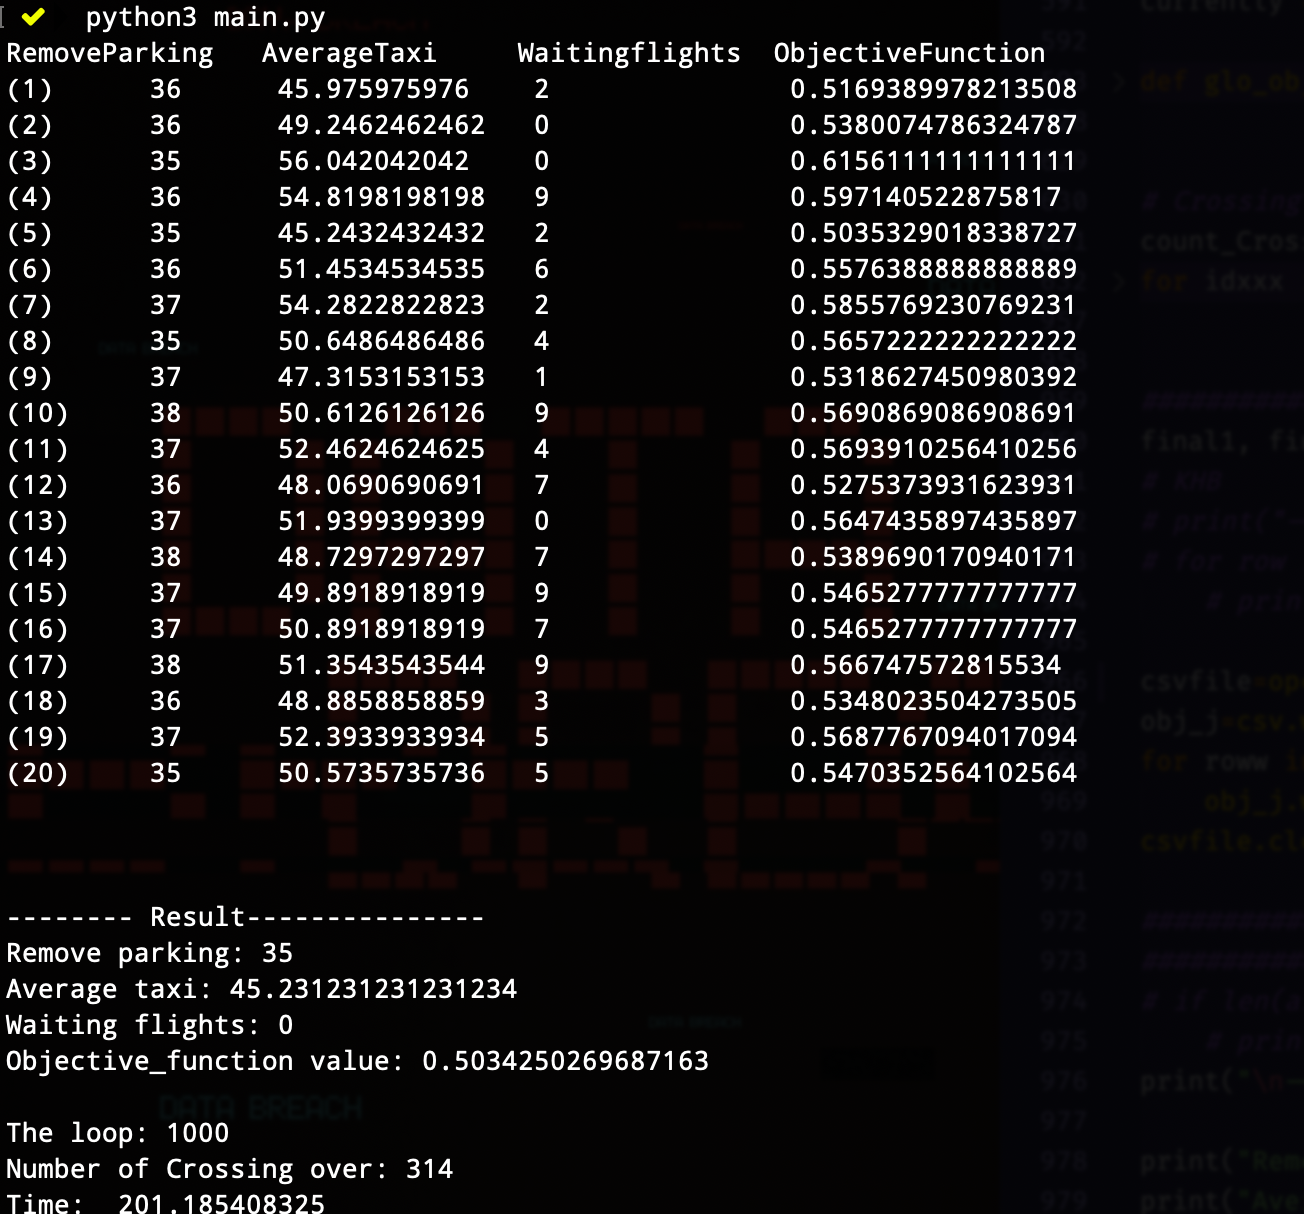 ✔ python3 main.py
RemoveParking AverageTaxi Waitingflights ObjectiveFunction
(1) 36 45.975975976 2 0.5169389978213508
(2) 36 49.2462462462 0 0.5380074786324787
(3) 35 56.042042042 0 0.6156111111111111
(4) 36 54.8198198198 9 0.597140522875817
(5) 35 45.2432432432 2 0.5035329018338727
(6) 36 51.4534534535 6 0.5576388888888889
(7) 37 54.2822822823 2 0.5855769230769231
(8) 35 50.6486486486 4 0.5657222222222222
(9) 37 47.3153153153 1 0.5318627450980392
(10) 38 50.6126126126 9 0.5690869086908691
(11) 37 52.4624624625 4 0.5693910256410256
(12) 36 48.0690690691 7 0.5275373931623931
(13) 37 51.9399399399 0 0.5647435897435897
(14) 38 48.7297297297 7 0.5389690170940171
(15) 37 49.8918918919 9 0.5465277777777777
(16) 37 50.8918918919 7 0.5465277777777777
(17) 38 51.3543543544 9 0.566747572815534
(18) 36 48.8858858859 3 0.5348023504273505
(19) 37 52.3933933934 5 0.5687767094017094
(20) 35 50.5735735736 5 0.5470352564102564
-------- Result---------------
Remove parking: 35
Average taxi: 45.231231231231234
Waiting flights: 0
Objective_function value: 0.5034250269687163
DATA BREACH
The loop: 1000
Number of Crossing over: 314
Time: 201.185408325